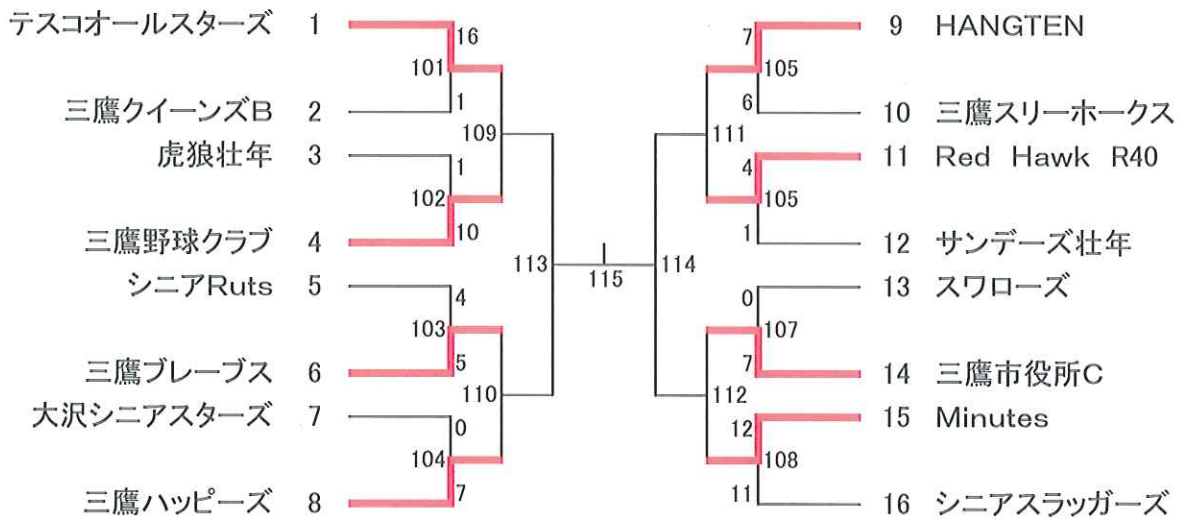 テスコオールスターズ 1
16
101
1
三鷹クイーンズB 2
109
虎狼壮年 3
1
102
10
三鷹野球クラブ 4
113
シニアRuts 5
4
103
5
三鷹ブレーブス 6
110
大沢シニアスターズ 7
0
104
7
三鷹ハッピーズ 8
115
7
9 HANGTEN
105
6
10 三鷹スリーホークス
111
4
11 Red Hawk R40
105
1
12 サンデーズ壮年
114
0
13 スワローズ
107
7
14 三鷹市役所C
112
12
15 Minutes
108
11
16 シニアスラッガーズ